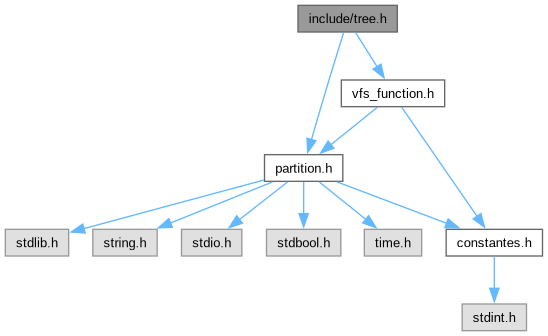 include/tree.h
vfs_function.h
partition.h
stdlib.h
string.h
stdio.h
stdbool.h
time.h
constantes.h
stdint.h